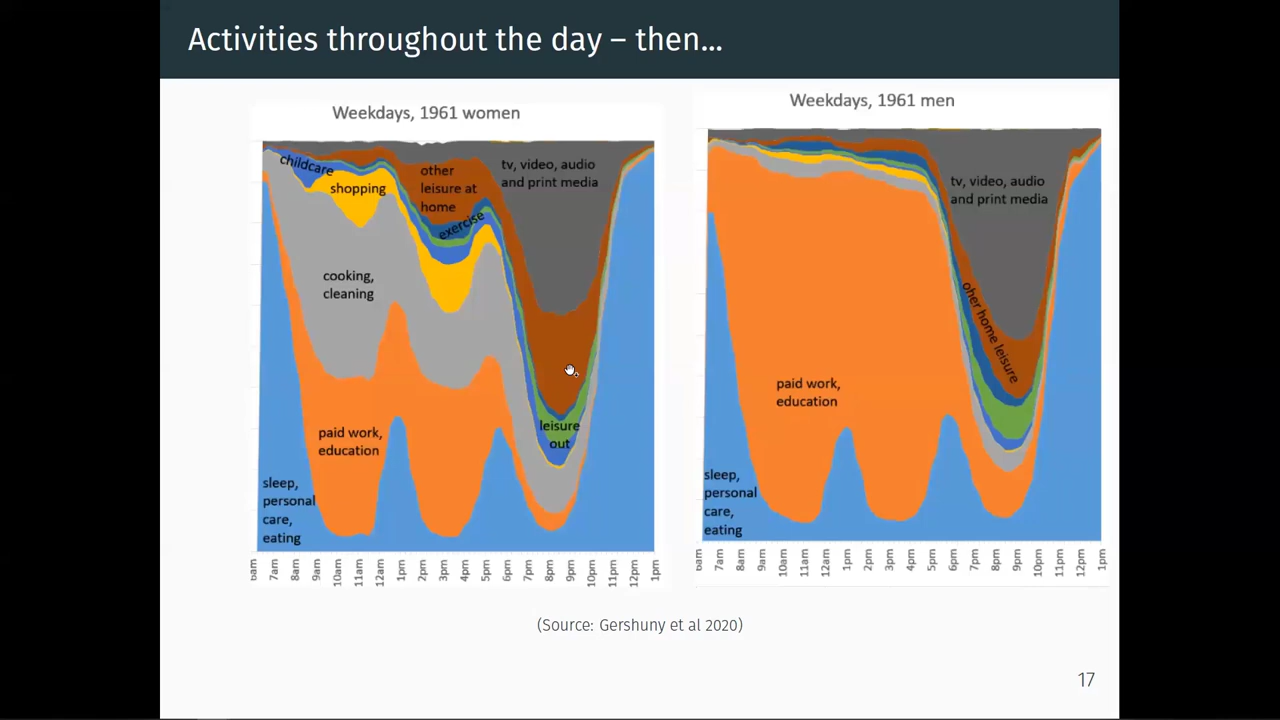 Activities throughout the day – then...
Weekdays, 1961 women
childcare
shopping
other
leisure at
home
exercise
tv, video, audio
and print media
cooking,
cleaning
paid work,
education
leisure
out
sleep,
personal
care,
eating
6am 7am 8am 9am 10am 11am 12am 1pm 2pm 3pm 4pm 5pm 6pm 7pm 8pm 9pm 10pm 11pm 12pm 1pm
Weekdays, 1961 men
tv, video, audio
and print media
oher home leisure
paid work,
education
sleep,
personal
care,
eating
6am 7am 8am 9am 10am 11am 12am 1pm 2pm 3pm 4pm 5pm 6pm 7pm 8pm 9pm 10pm 11pm 12pm 1pm
(Source: Gershuny et al 2020)
17